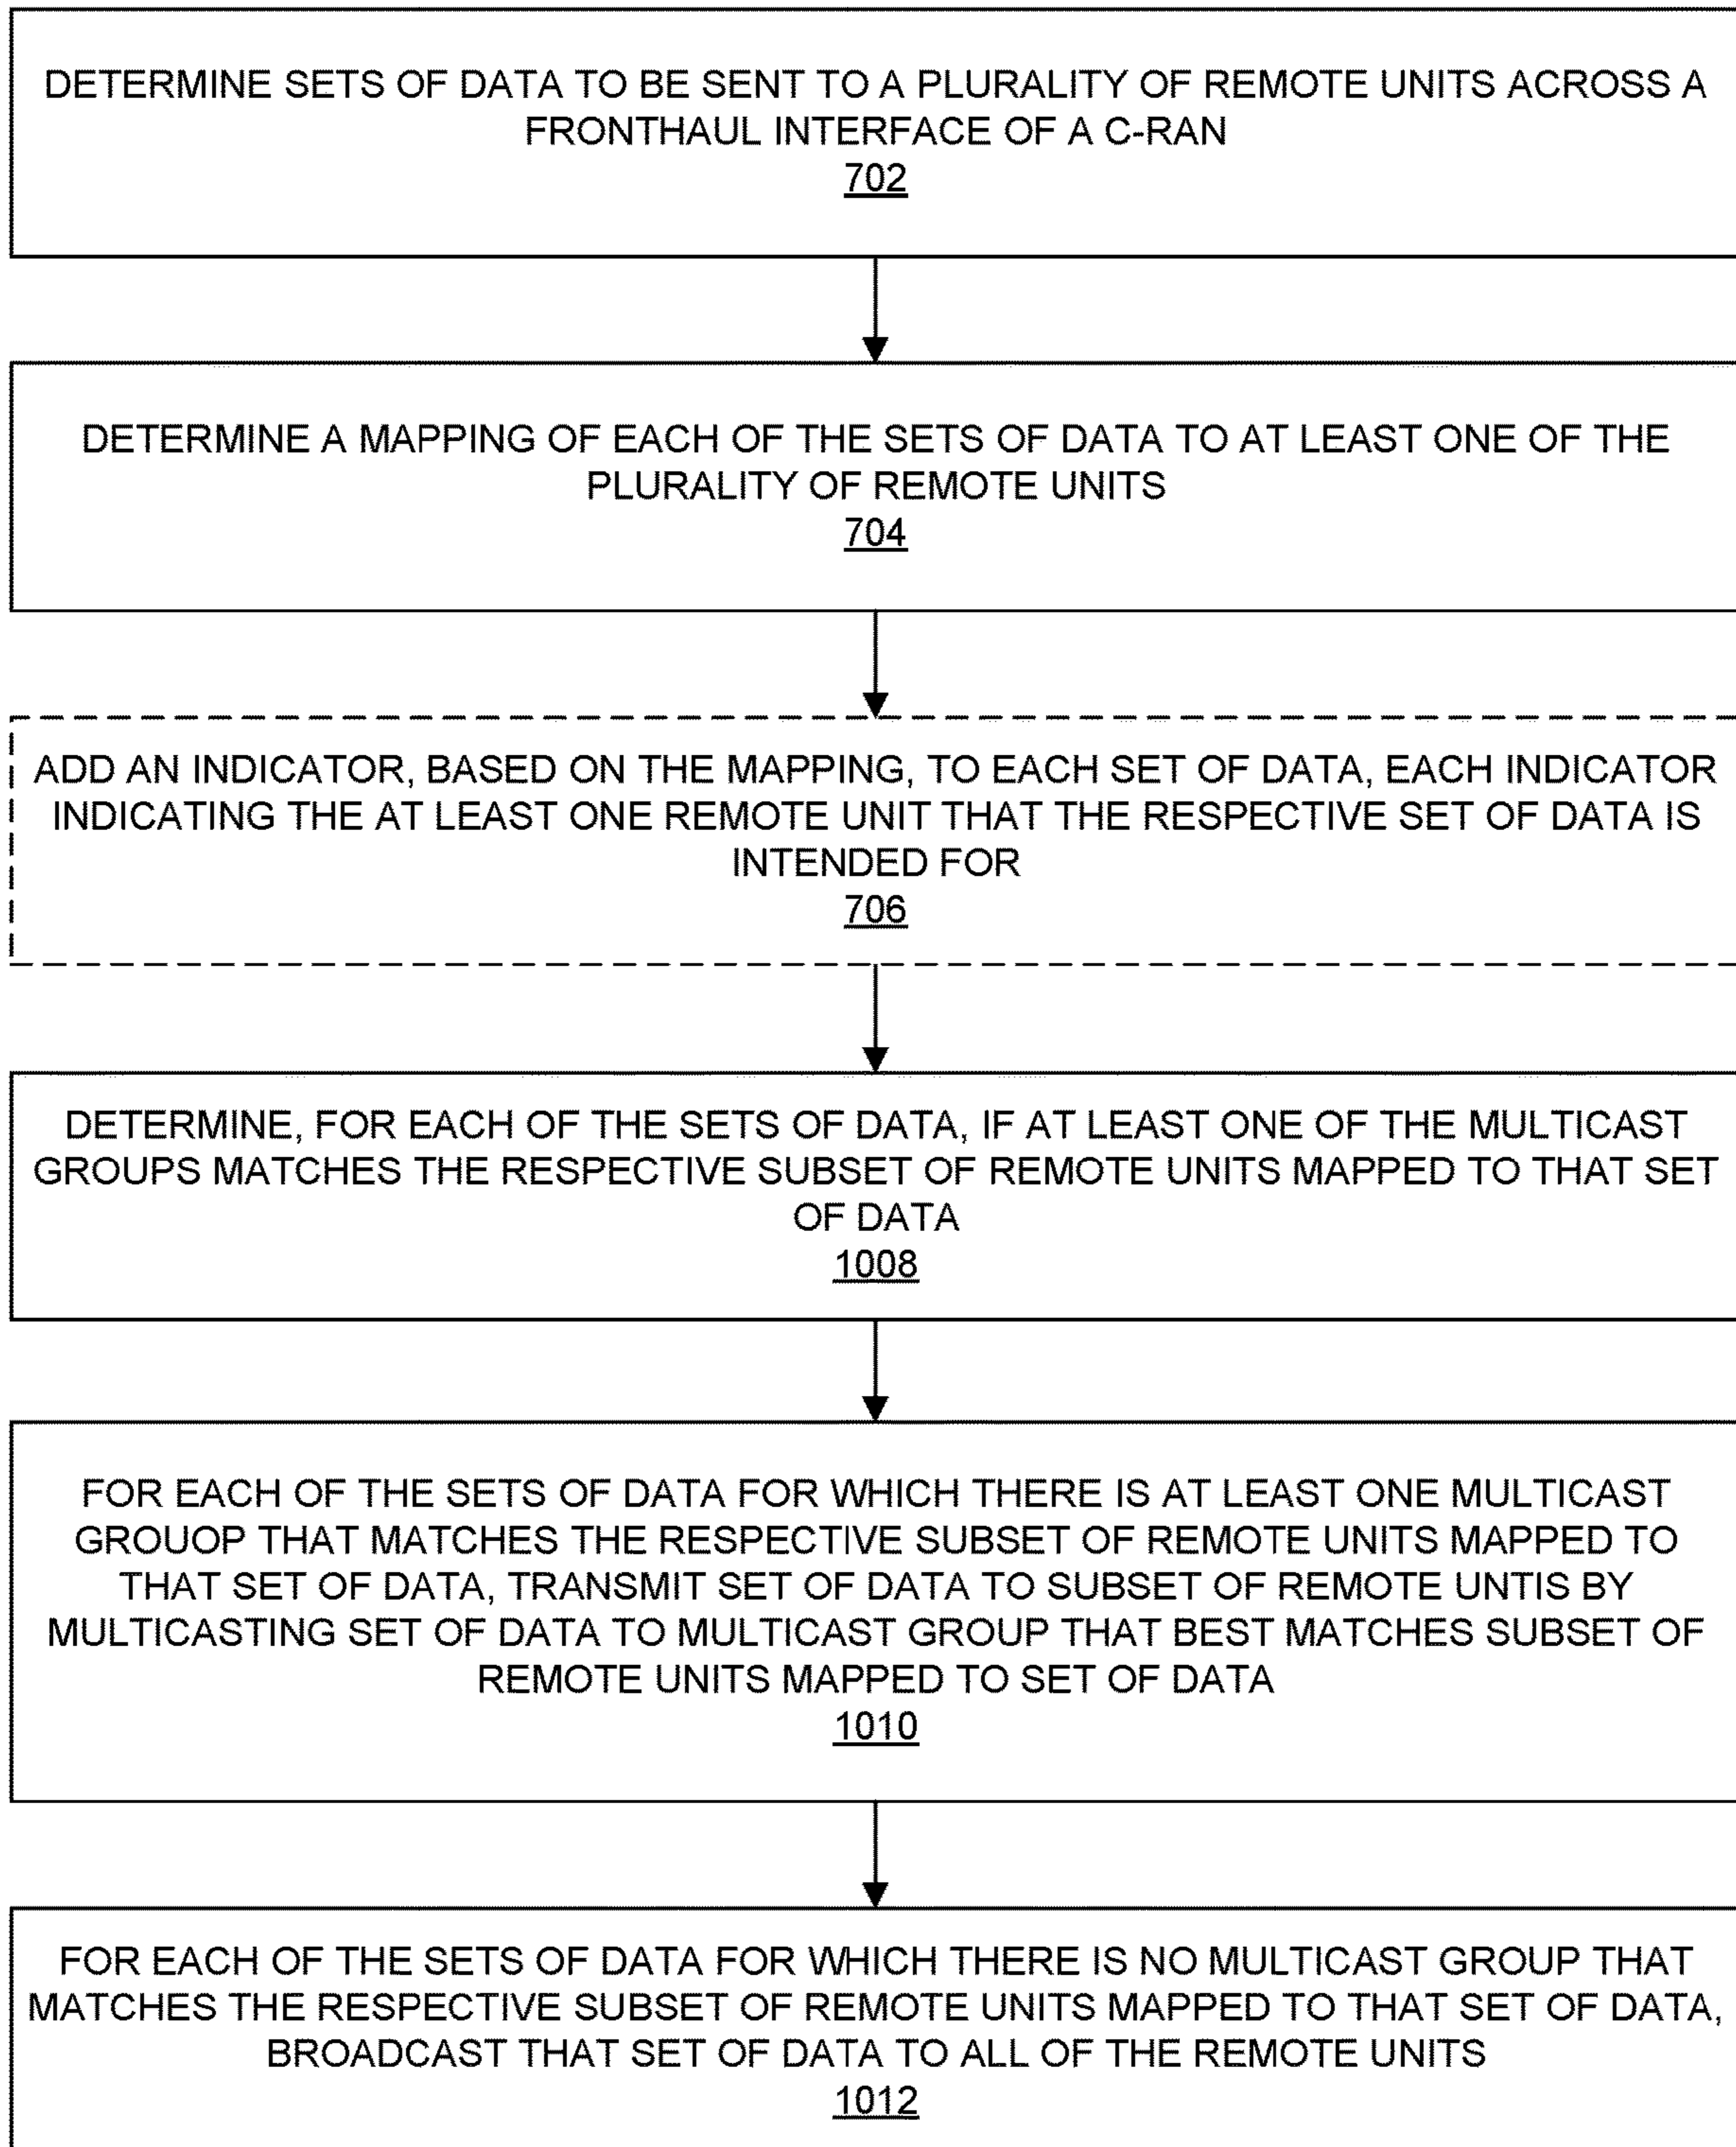 DETERMINE SETS OF DATA TO BE SENT TO A PLURALITY OF REMOTE UNITS ACROSS A
FRONTHAUL INTERFACE OF A C-RAN
702
DETERMINE A MAPPING OF EACH OF THE SETS OF DATA TO AT LEAST ONE OF THE
PLURALITY OF REMOTE UNITS
704
ADD AN INDICATOR, BASED ON THE MAPPING, TO EACH SET OF DATA, EACH INDICATOR
INDICATING THE AT LEAST ONE REMOTE UNIT THAT THE RESPECTIVE SET OF DATA IS
INTENDED FOR
706
DETERMINE, FOR EACH OF THE SETS OF DATA, IF AT LEAST ONE OF THE MULTICAST
GROUPS MATCHES THE RESPECTIVE SUBSET OF REMOTE UNITS MAPPED TO THAT SET
OF DATA
1008
FOR EACH OF THE SETS OF DATA FOR WHICH THERE IS AT LEAST ONE MULTICAST
GROUOP THAT MATCHES THE RESPECTIVE SUBSET OF REMOTE UNITS MAPPED TO
THAT SET OF DATA, TRANSMIT SET OF DATA TO SUBSET OF REMOTE UNTIS BY
MULTICASTING SET OF DATA TO MULTICAST GROUP THAT BEST MATCHES SUBSET OF
REMOTE UNITS MAPPED TO SET OF DATA
1010
FOR EACH OF THE SETS OF DATA FOR WHICH THERE IS NO MULTICAST GROUP THAT
MATCHES THE RESPECTIVE SUBSET OF REMOTE UNITS MAPPED TO THAT SET OF DATA,
BROADCAST THAT SET OF DATA TO ALL OF THE REMOTE UNITS
1012